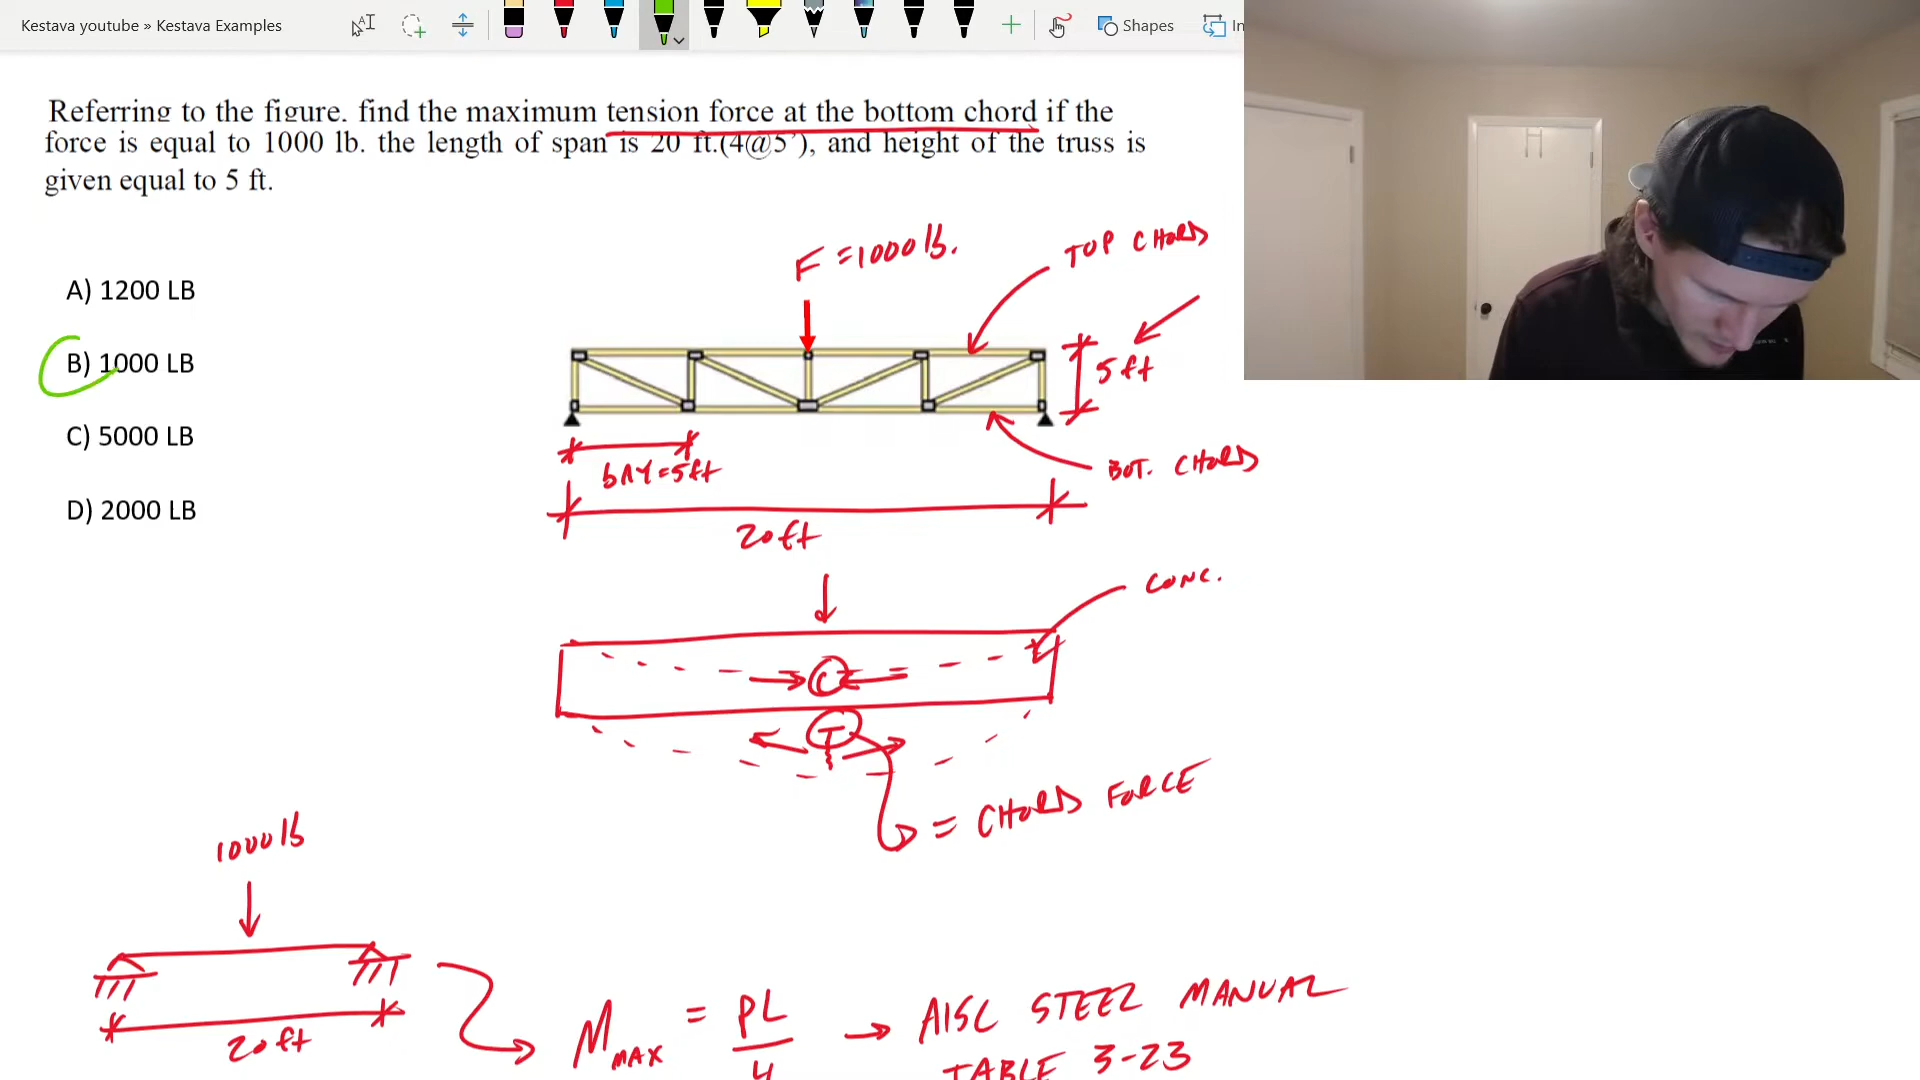 Kestava youtube » Kestava Examples
Shapes
In
Referring to the figure. find the maximum tension force at the bottom chord if the
force is equal to 1000 lb. the length of span is 20 ft.(4@5'), and height of the truss is
given equal to 5 ft.
A) 1200 LB
B) 1000 LB
C) 5000 LB
D) 2000 LB
F = 1000 lb.
TOP CHORD
5 ft
BAY = 5 ft
BOT. CHORD
20 ft
CONC.
C
T
= CHORD FORCE
1000 lb
20 ft
M MAX = PL/4 → AISC STEEL MANUAL
TABLE 3-23